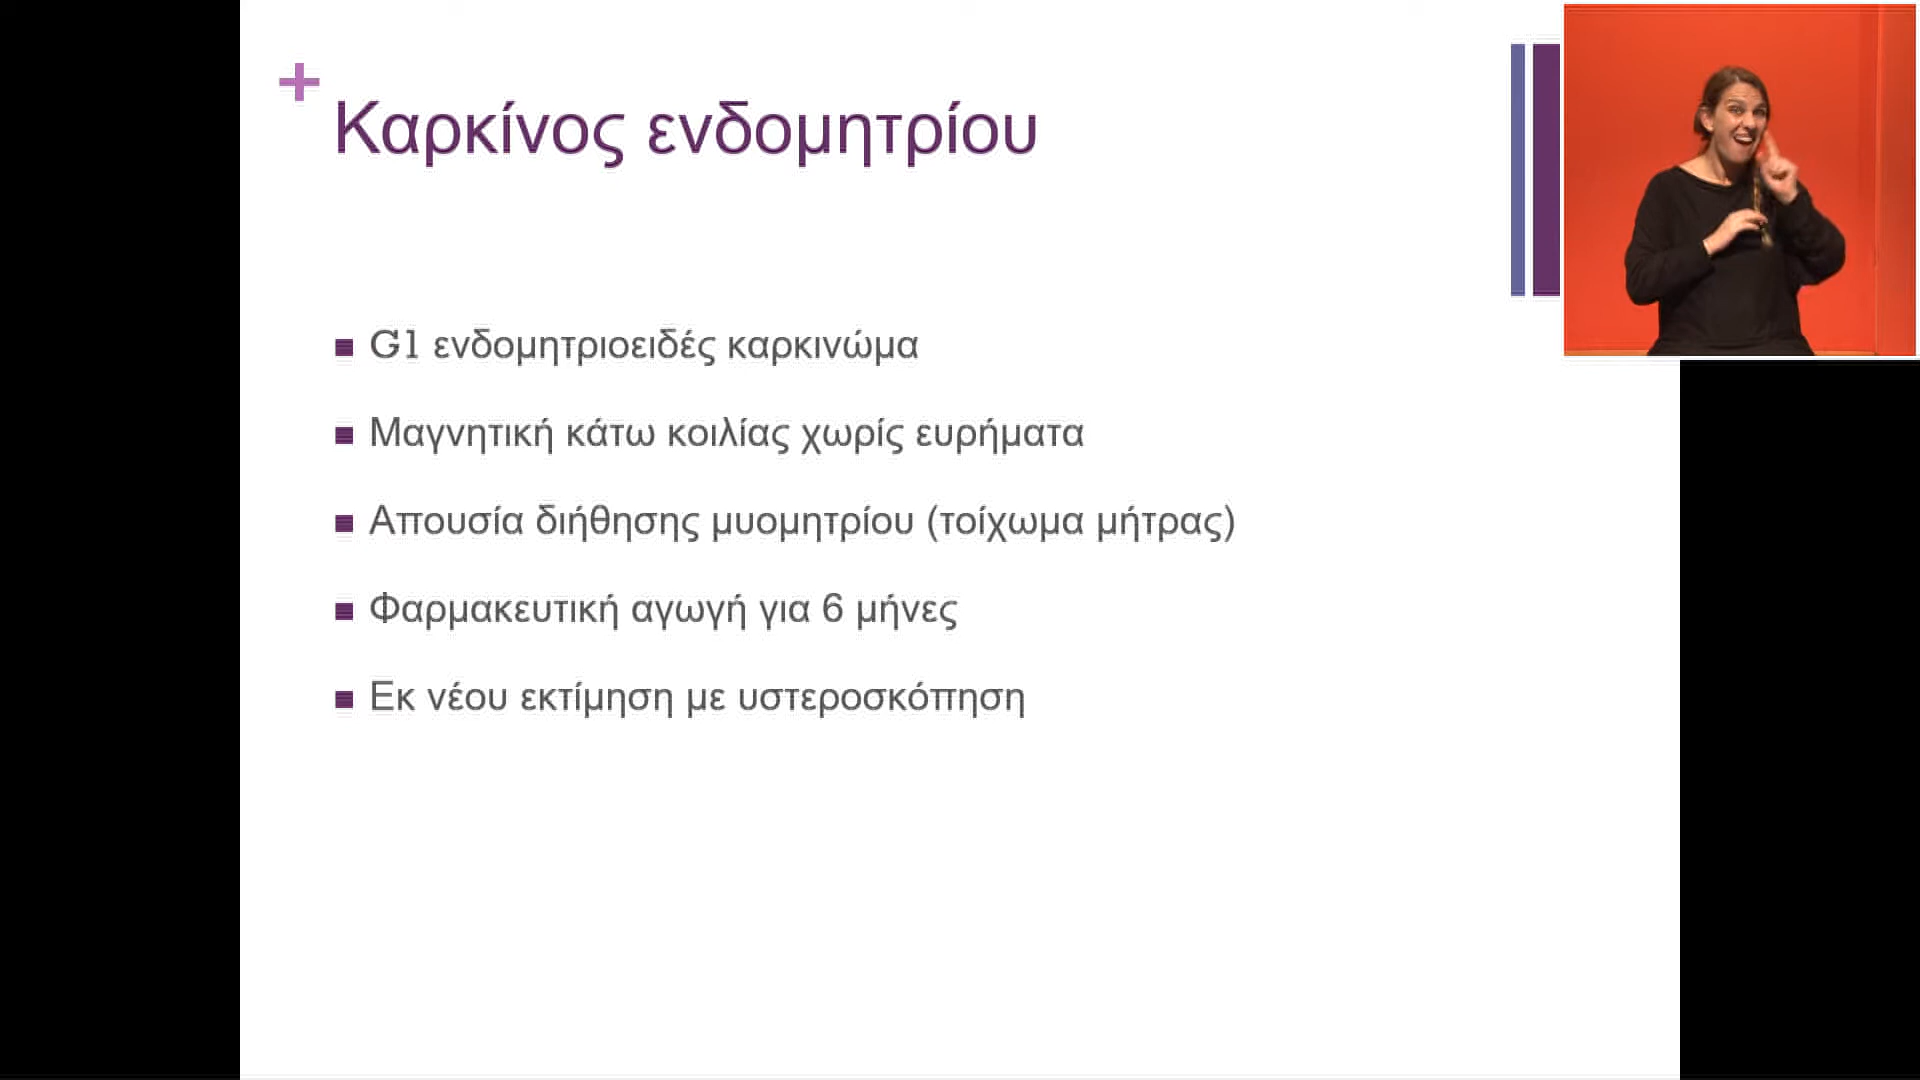 Καρκίνος ενδομητρίου
G1 ενδομητριοειδές καρκινώμα
Μαγνητική κάτω κοιλίας χωρίς ευρήματα
Απουσία διήθησης μυομητρίου (τοίχωμα μήτρας)
Φαρμακευτική αγωγή για 6 μήνες
Εκ νέου εκτίμηση με υστεροσκόπηση